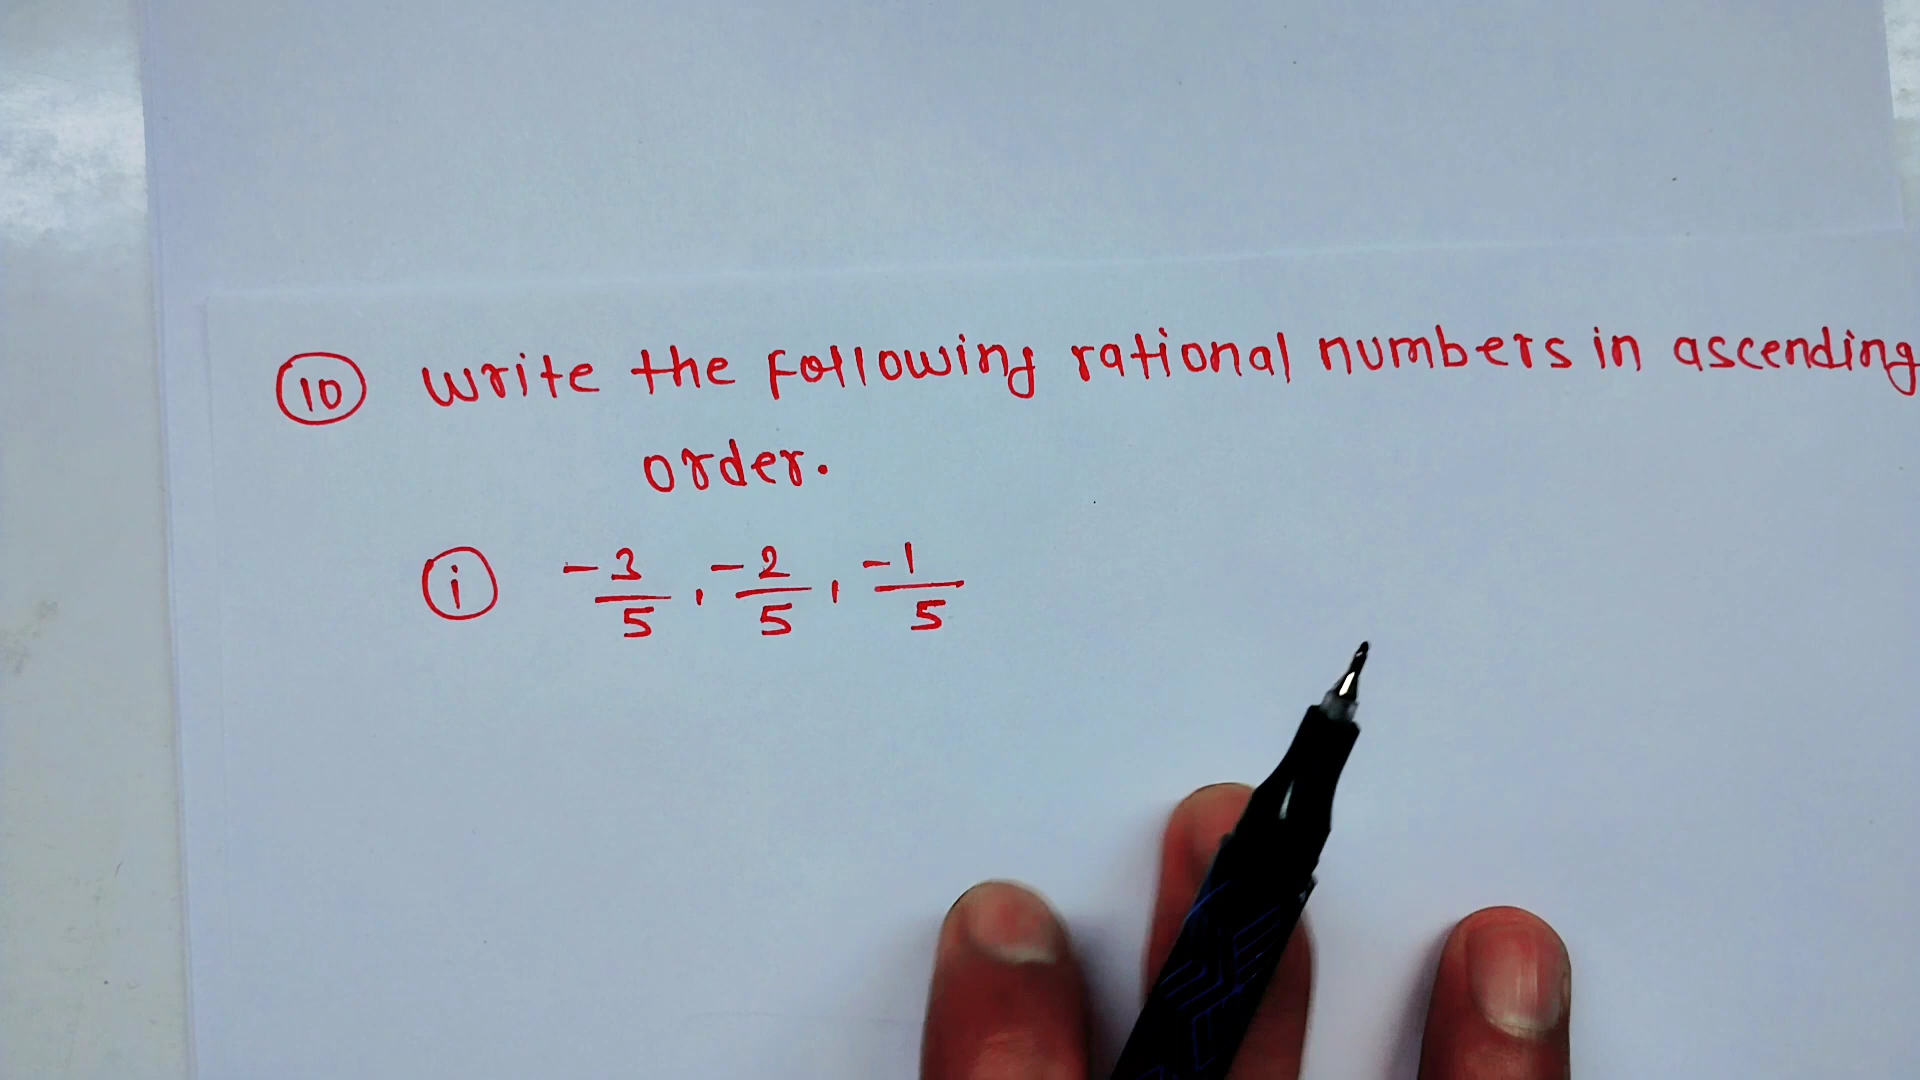 10 Write the following rational numbers in ascending
order.
i -3/5, -2/5, -1/5